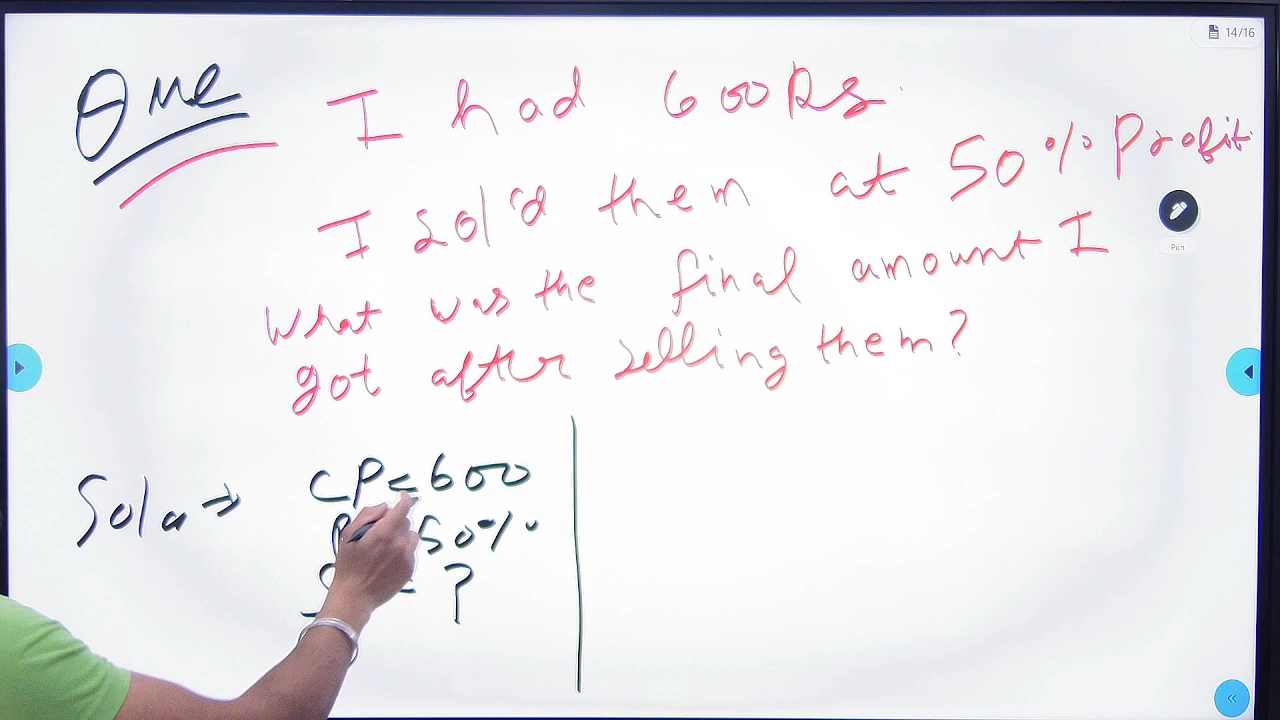 14/16
Que
I had 600Rs.
I sold them at 50% Profit.
Pen
What was the final amount I
got after selling them?
Soln ⇒ CP = 600
50%
= ?